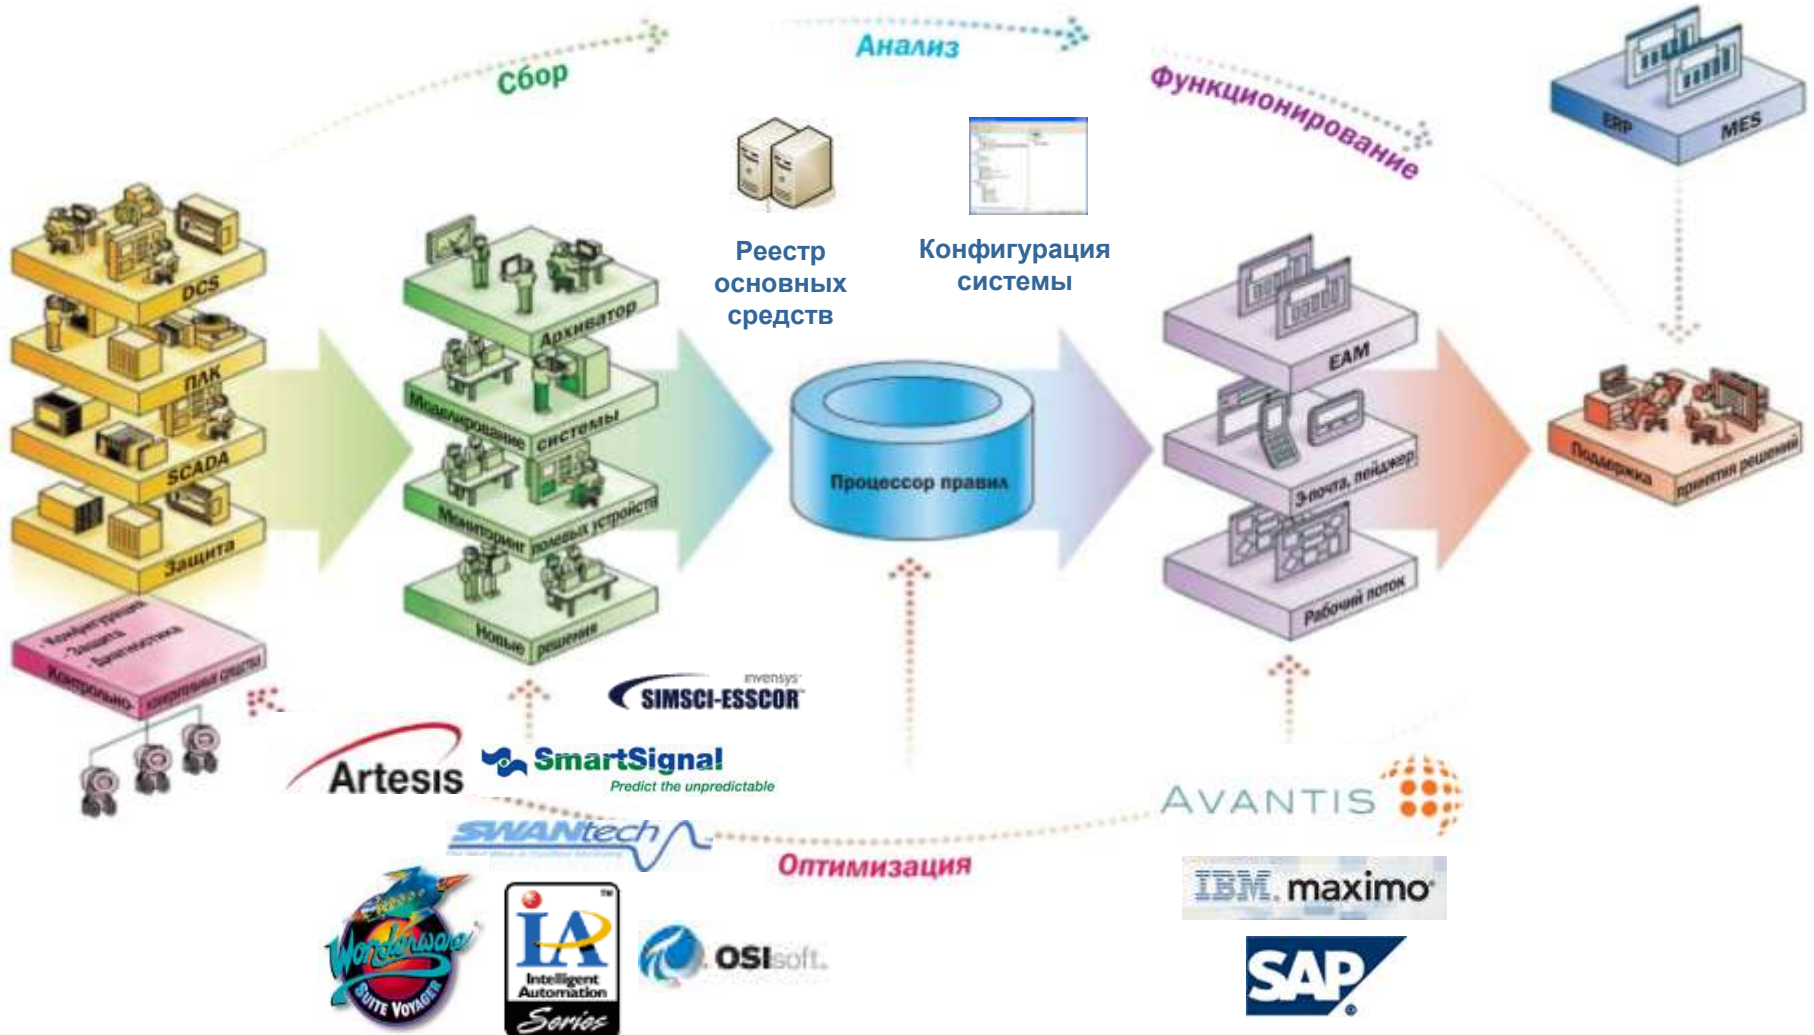 Сбор
Анализ
Функционирование
ERP
MES
DCS
ПЛК
SCADA
Защита
- Конфигурация
- Защита
- Диагностика
Контрольно-
измерительные средства
Архиватор
Моделирование системы
Мониторинг полевых устройств
Новые решения
Реестр
основных
средств
Конфигурация
системы
Процессор правил
EAM
Э-почта, пейджер
Рабочий поток
Поддержка принятия решений
invensys
SIMSCI-ESSCOR™
Artesis
SmartSignal
Predict the unpredictable
SWANtech
Оптимизация
AVANTIS
IBM. maximo®
SAP®
Wonderware
SUITE VOYAGER
IA™
Intelligent
Automation
Series
OSIsoft.